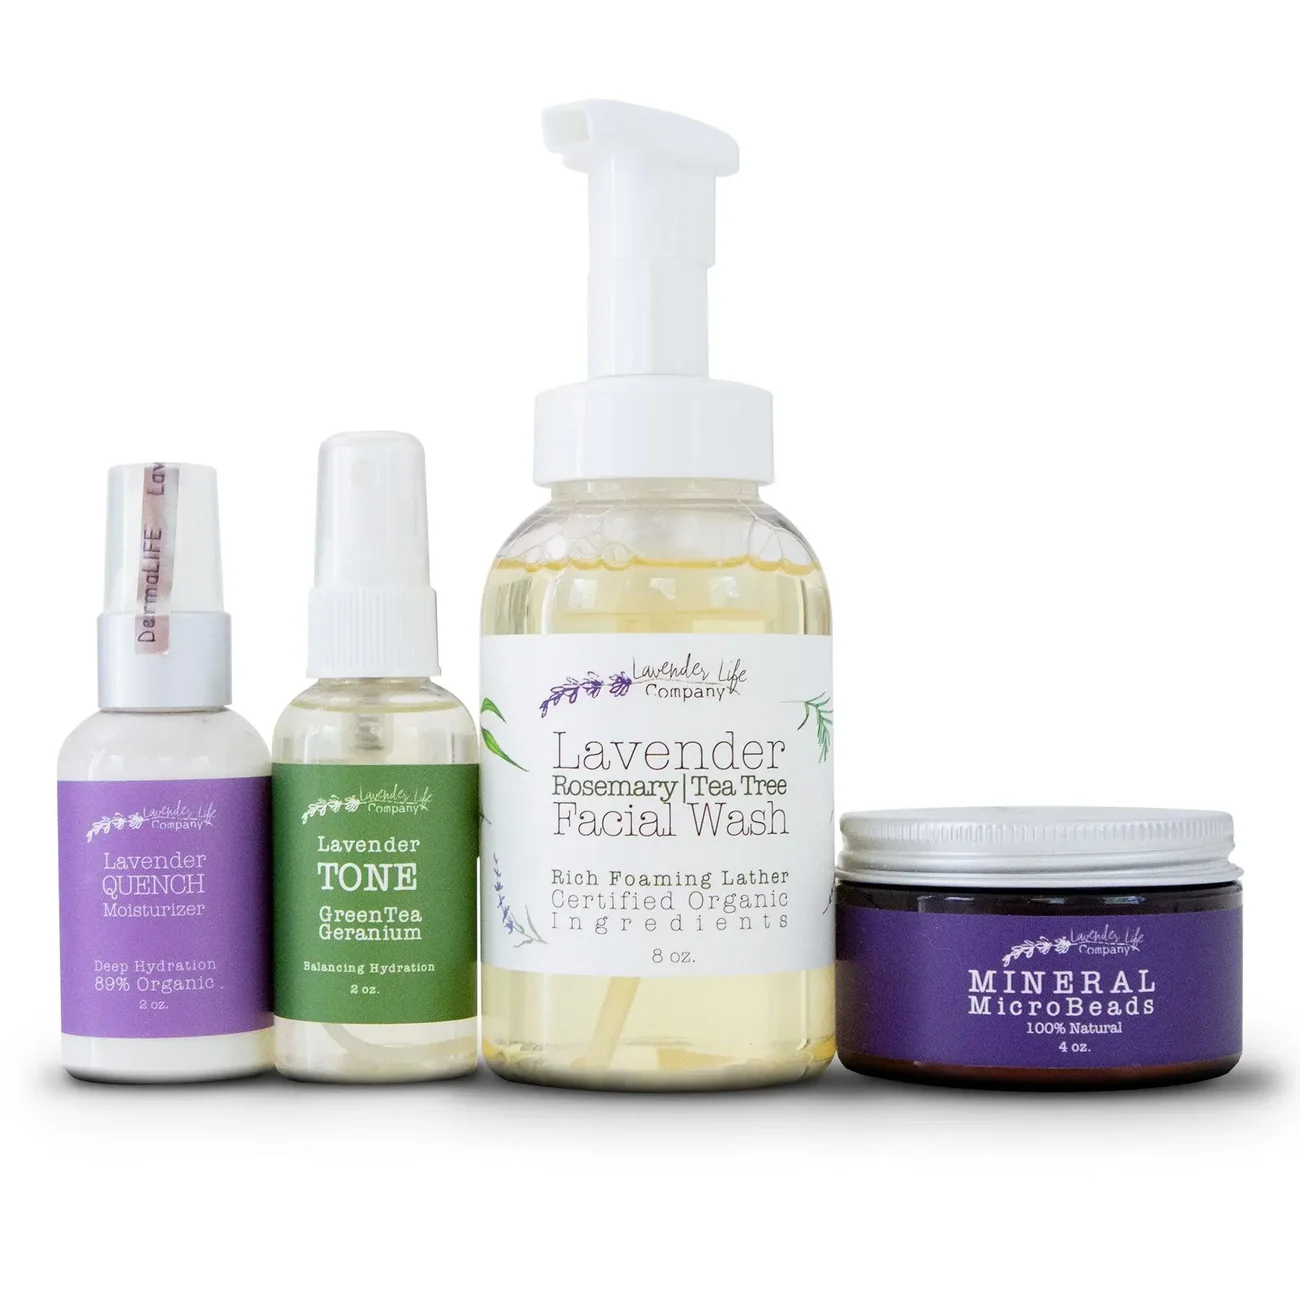 DermaLIFE Lav
Lavender Life
Company
Lavender
QUENCH
Moisturizer
Deep Hydration
89% Organic
2 oz.
Lavender Life
Company
Lavender
TONE
GreenTea
Geranium
Balancing Hydration
2 oz.
Lavender Life
Company
Lavender
Rosemary|Tea Tree
Facial Wash
Rich Foaming Lather
Certified Organic
Ingredients
8 oz.
Lavender Life
Company
MINERAL
MicroBeads
100% Natural
4 oz.